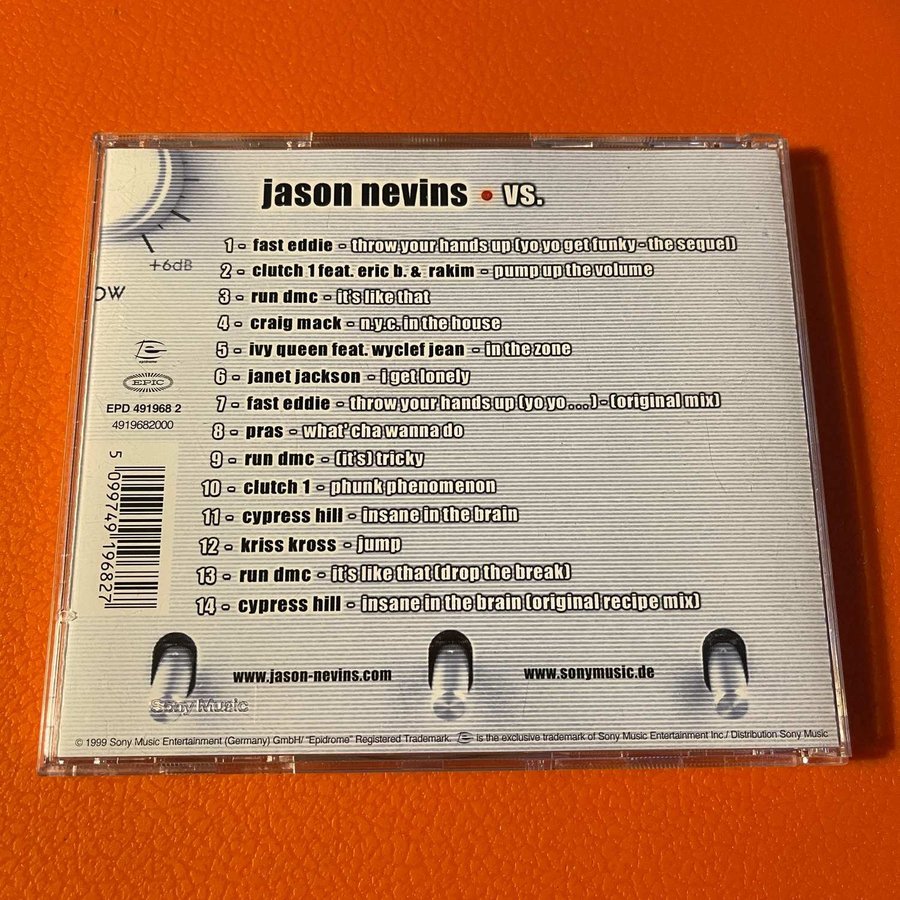 jason nevins • vs.
+6dB
OW
1 - fast eddie - throw your hands up (yo yo get funky - the sequel)
2 - clutch 1 feat. eric b. & rakim - pump up the volume
3 - run dmc - it's like that
4 - craig mack - n.y.c. in the house
5 - ivy queen feat. wyclef jean - in the zone
6 - janet jackson - i get lonely
7 - fast eddie - throw your hands up (yo yo ....) - (original mix)
8 - pras - what' cha wanna do
9 - run dmc - (it's) tricky
10 - clutch 1 - phunk phenomenon
11 - cypress hill - insane in the brain
12 - kriss kross - jump
13 - run dmc - it's like that (drop the break)
14 - cypress hill - insane in the brain (original recipe mix)
epidrome
EPIC
EPD 491968 2
4919682000
5 099749 196827
www.jason-nevins.com
www.sonymusic.de
Sony Music
© 1999 Sony Music Entertainment (Germany) GmbH/ "Epidrome" Registered Trademark. is the exclusive trademark of Sony Music Entertainment Inc./ Distribution Sony Music